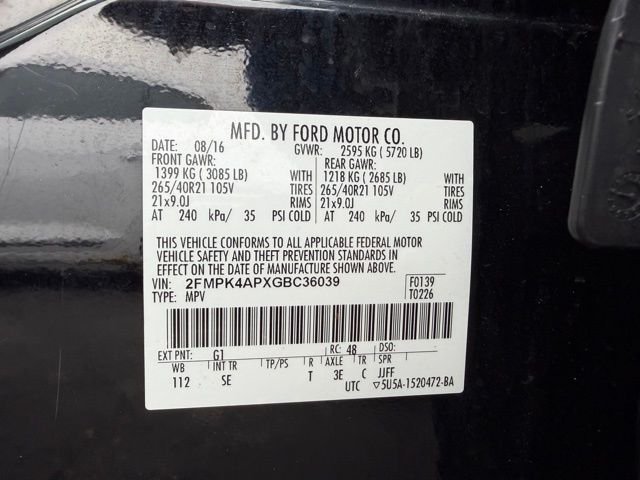 MFD. BY FORD MOTOR CO.
DATE: 08/16 GVWR: 2595 KG ( 5720 LB)
FRONT GAWR: REAR GAWR:
1399 KG ( 3085 LB) WITH 1218 KG ( 2685 LB) WITH
265/40R21 105V TIRES 265/40R21 105V TIRES
21x9.0J RIMS 21x9.0J RIMS
AT 240 kPa/ 35 PSI COLD AT 240 kPa/ 35 PSI COLD
THIS VEHICLE CONFORMS TO ALL APPLICABLE FEDERAL MOTOR
VEHICLE SAFETY AND THEFT PREVENTION STANDARDS IN
EFFECT ON THE DATE OF MANUFACTURE SHOWN ABOVE.
VIN: 2FMPK4APXGBC36039 F0139
TYPE: MPV T0226
EXT PNT: G1 RC: 48 DSO:
WB INT TR TP/PS R AXLE TR SPR
112 SE T 3E C JJFF
UTC ▽5U5A-1520472-BA